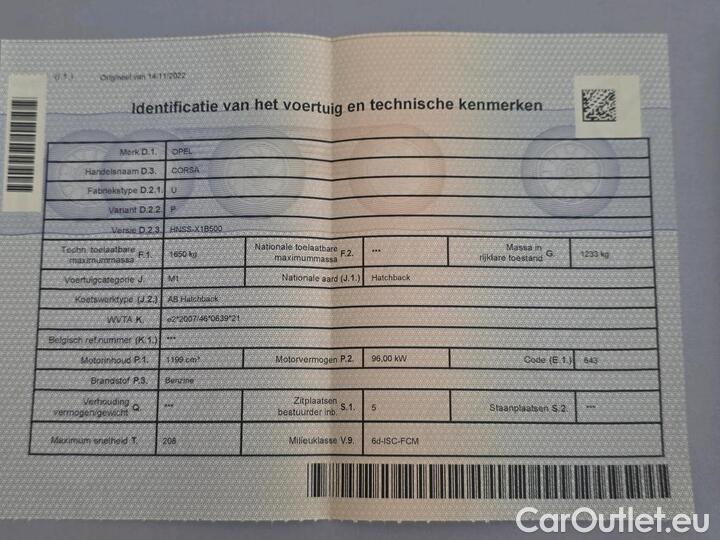 (I.1.) Origineel van 14/11/2022
Identificatie van het voertuig en technische kenmerken
Merk D.1. OPEL
Handelsnaam D.3. CORSA
Fabriekstype D.2.1. U
Variant D.2.2. P
Versie D.2.3. HNSS-X1B500
Techn. toelaatbare maximummassa F.1. 1650 kg Nationale toelaatbare maximummassa F.2. *** Massa in rijklare toestand G. 1233 kg
Voertuigcategorie J. M1 Nationale aard (J.1.) Hatchback
Koetswerktype (J.2.) AB Hatchback
WVTA K. e2*2007/46*0639*21
Belgisch ref.nummer (K.1.) ***
Motorinhoud P.1. 1199 cm³ Motorvermogen P.2. 96,00 kW Code (E.1.) 643
Brandstof P.3. Benzine
Verhouding vermogen/gewicht Q. *** Zitplaatsen bestuurder inb. S.1. 5 Staanplaatsen S.2. ***
Maximum snelheid T. 208 Milieuklasse V.9. 6d-ISC-FCM
CarOutlet.eu